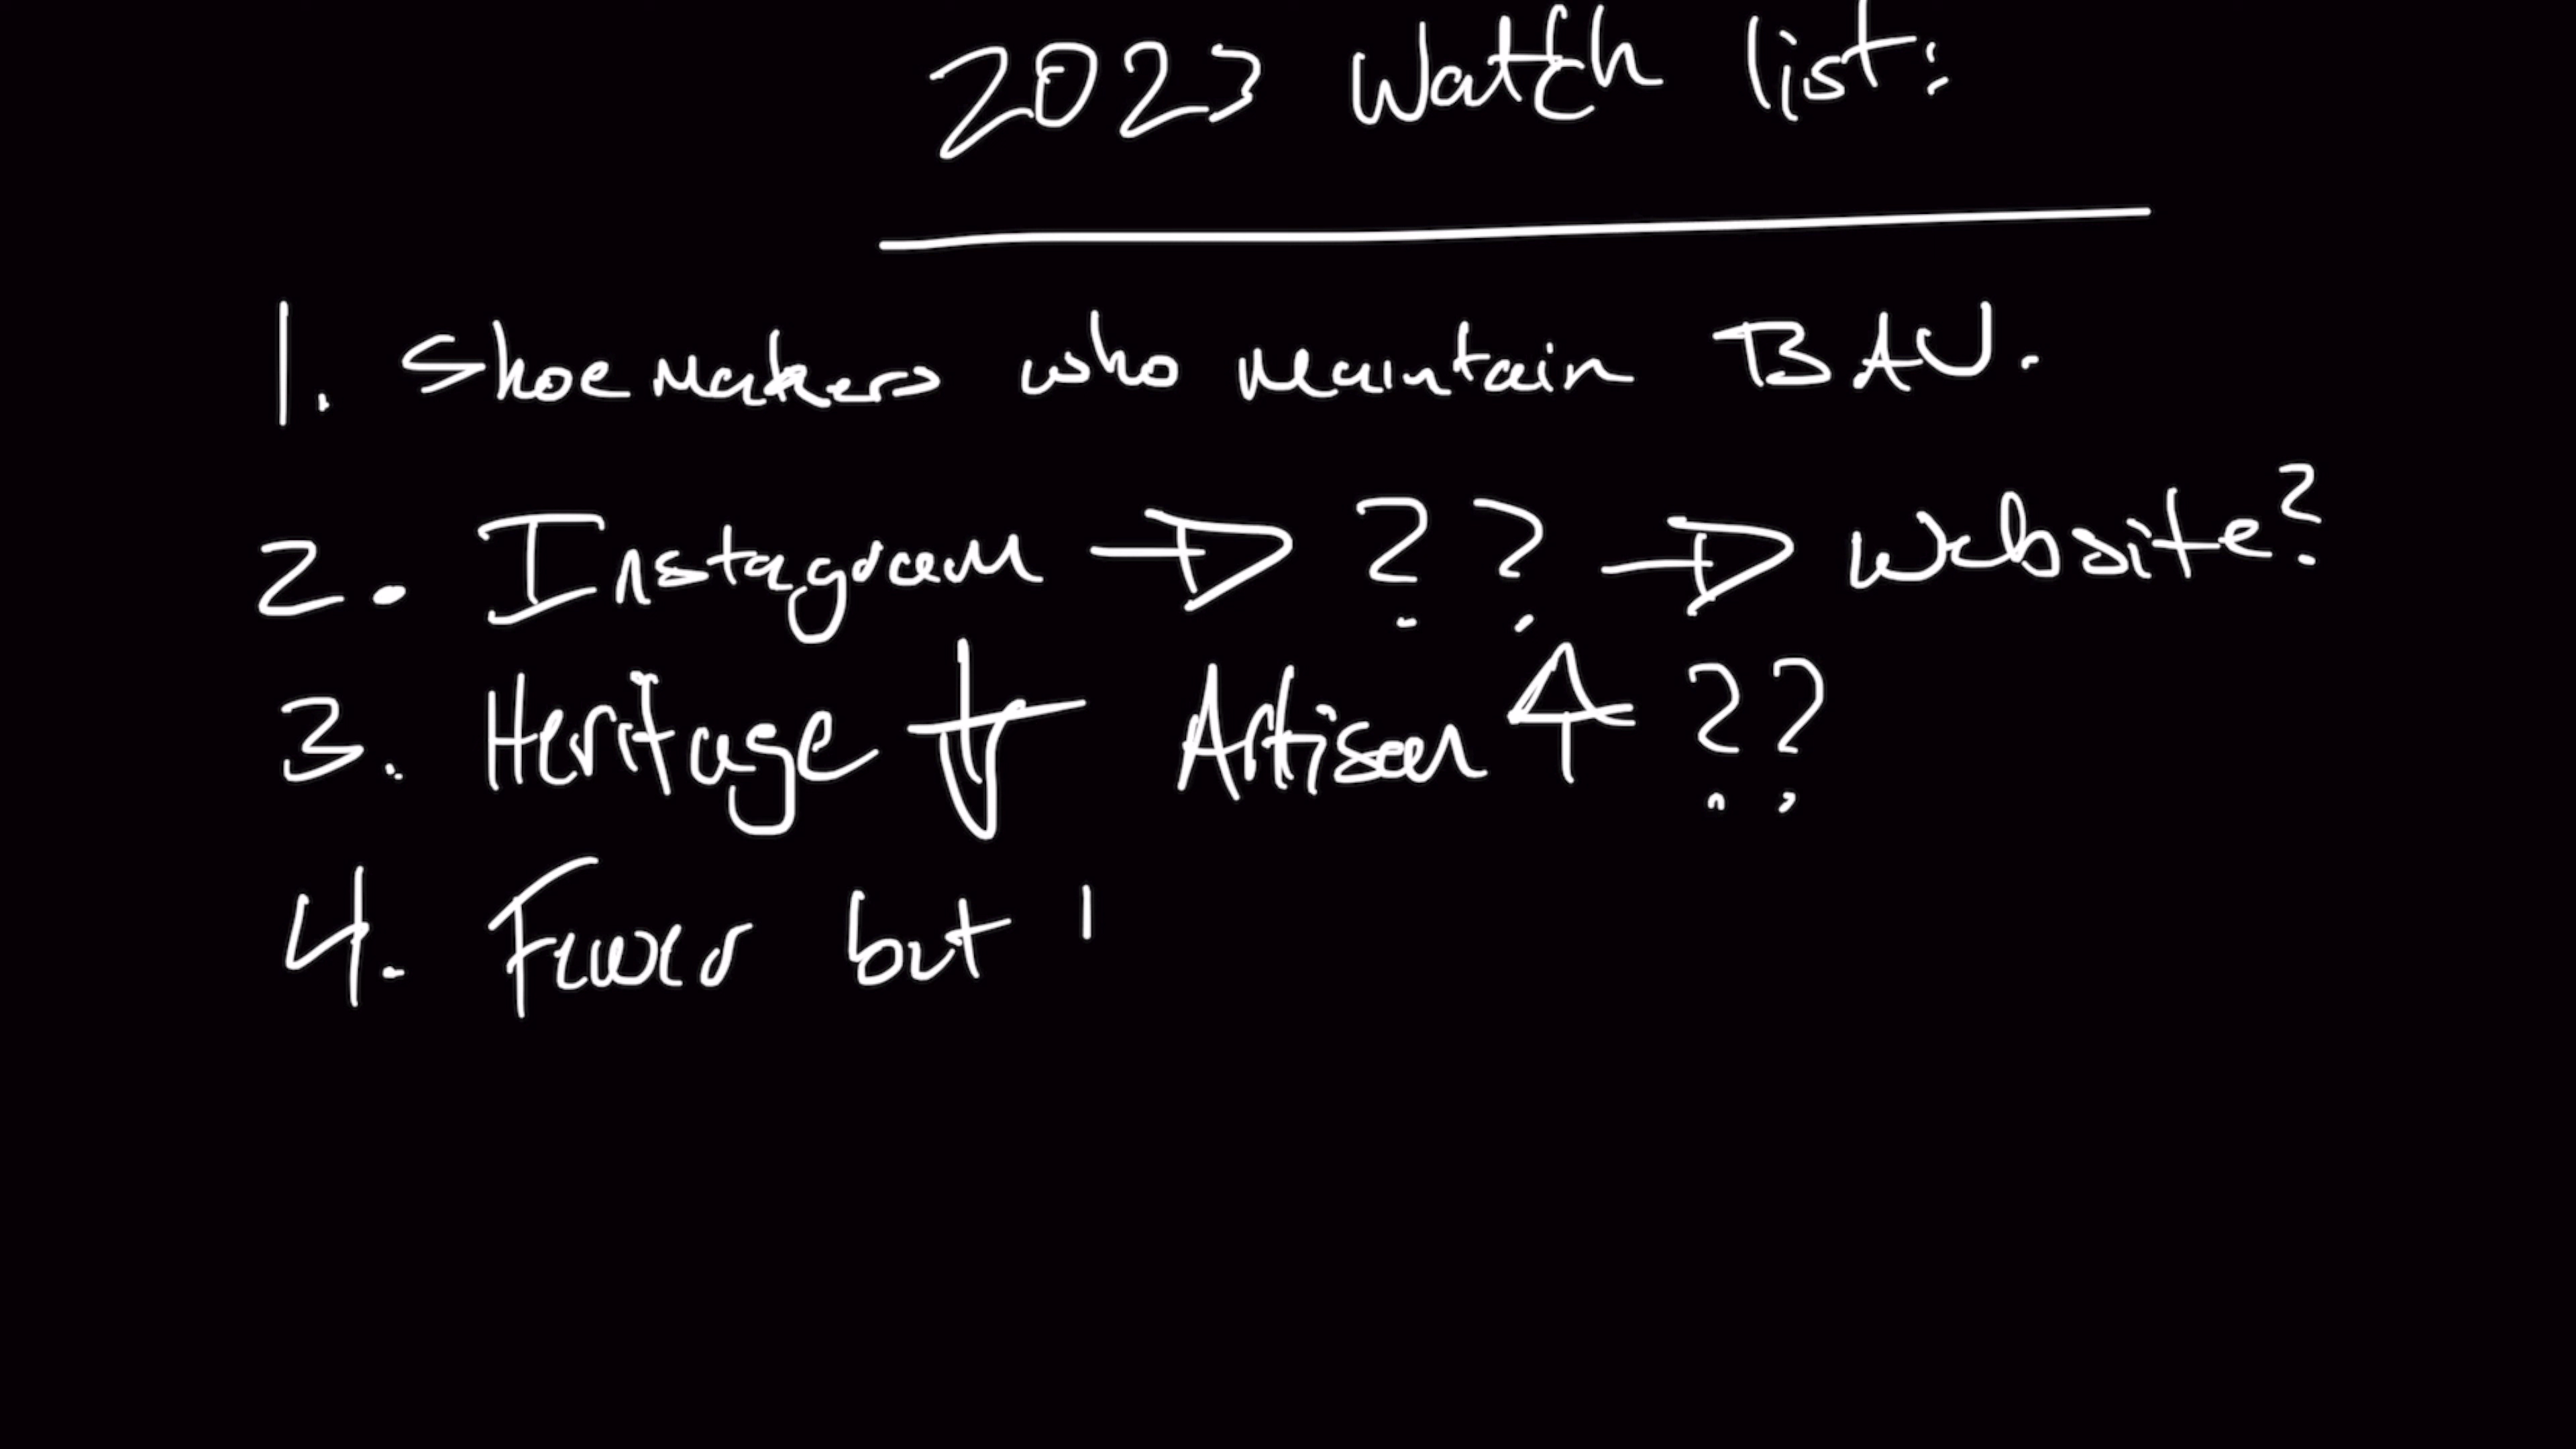 2023 Watch list:
1. Shoemakers who maintain BAU.
2. Instagram → ?? → Website?
3. Heritage ↓ Artisan ↑ ??
4. Fewer but